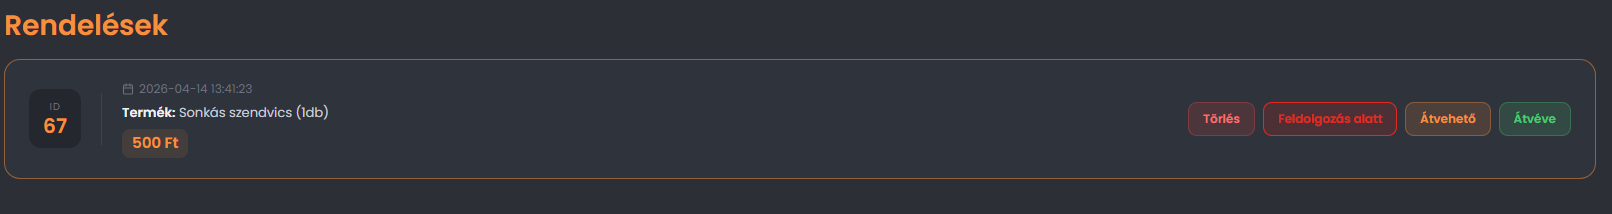 Rendelések
ID
67
2026-04-14 13:41:23
Termék: Sonkás szendvics (1db)
500 Ft
Törlés
Feldolgozás alatt
Átvehető
Átvéve